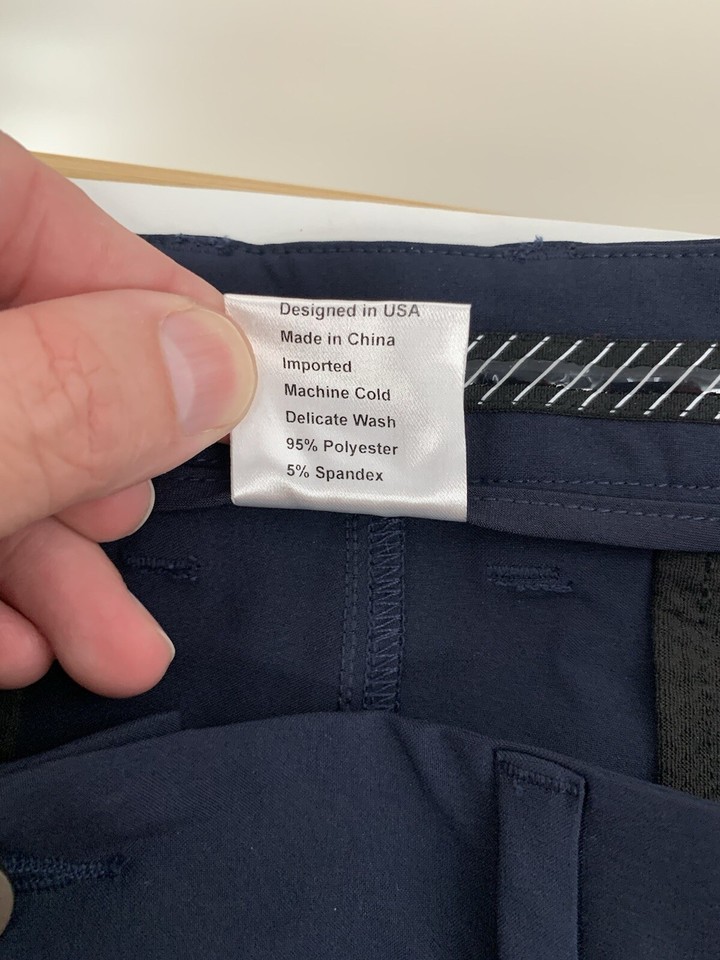 Designed in USA
Made in China
Imported
Machine Cold
Delicate Wash
95% Polyester
5% Spandex